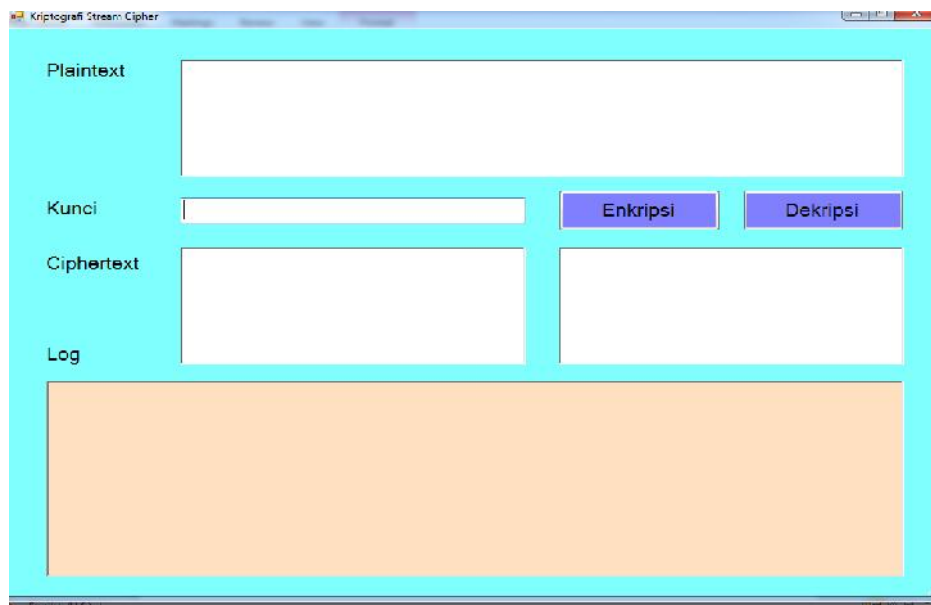 Kriptografi Stream Cipher
Plaintext
Kunci
Enkripsi
Dekripsi
Ciphertext
Log